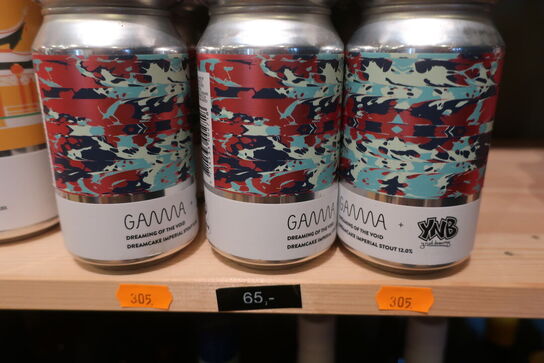 GAMMA +
DREAMING OF THE VOID
DREAMCAKE IMPERIAL STOUT
GAMMA
DREAMING OF THE VOID
DREAMCAKE IMPERIAL STOUT
GAMMA + YNB
DREAMING OF THE VOID
DREAMCAKE IMPERIAL STOUT 12.0%
305
65,-
305